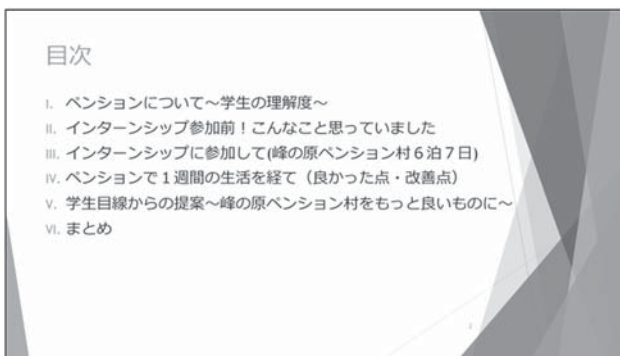 目次
I. ペンションについて～学生の理解度～
II. インターンシップ参加前！こんなこと思っていました
III. インターンシップに参加して(峰の原ペンション村６泊７日)
IV. ペンションで１週間の生活を経て（良かった点・改善点）
V. 学生目線からの提案～峰の原ペンション村をもっと良いものに～
VI. まとめ